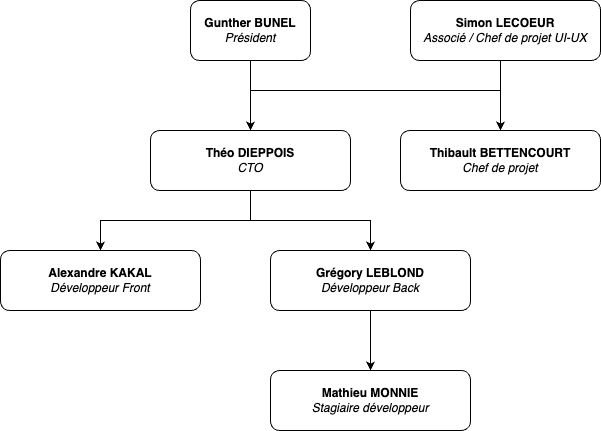 Gunther BUNEL
Président
Simon LECOEUR
Associé / Chef de projet UI-UX
Théo DIEPPOIS
CTO
Thibault BETTENCOURT
Chef de projet
Alexandre KAKAL
Développeur Front
Grégory LEBLOND
Développeur Back
Mathieu MONNIE
Stagiaire développeur